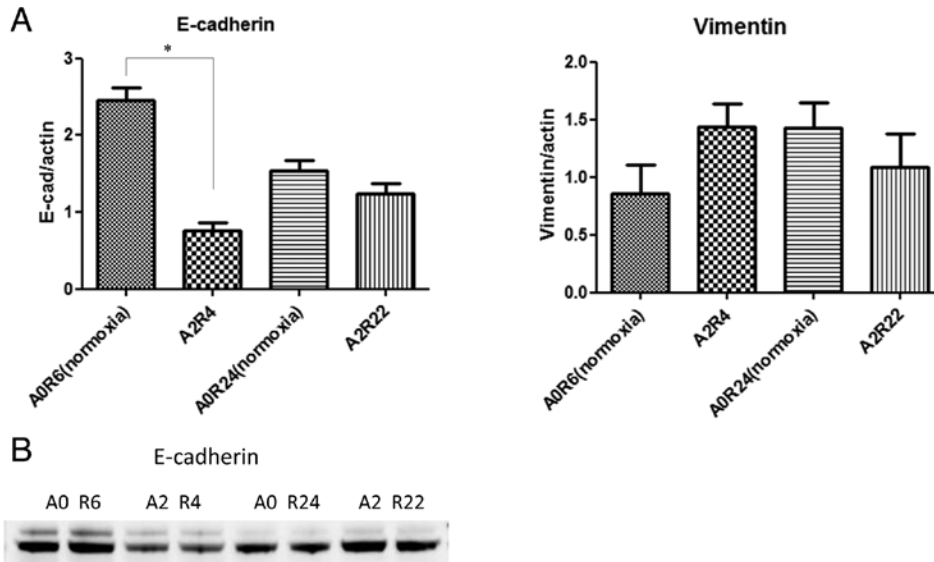 A
E-cadherin
*
3
2
1
0
E-cad/actin
A0R6(normoxia)
A2R4
A0R24(normoxia)
A2R22
Vimentin
2.0
1.5
1.0
0.5
0.0
Vimentin/actin
A0R6(normoxia)
A2R4
A0R24(normoxia)
A2R22
B
E-cadherin
A0 R6 A2 R4 A0 R24 A2 R22